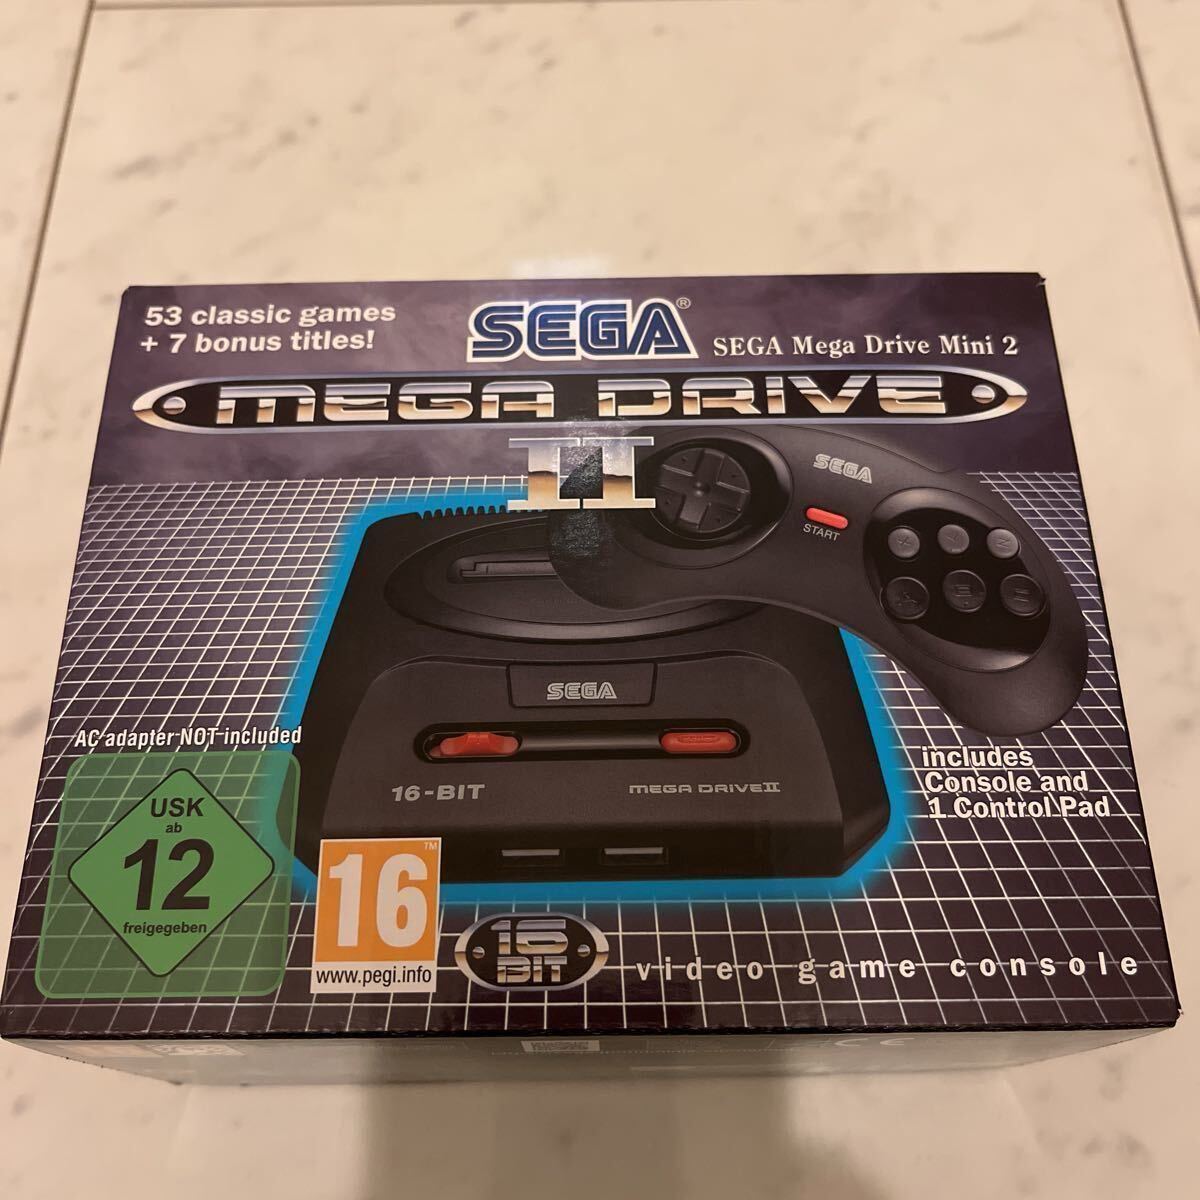 53 classic games
+ 7 bonus titles!
SEGA®
SEGA Mega Drive Mini 2
MEGA DRIVE
II
SEGA
START
X Y Z
A B C
SEGA
16-BIT
MEGA DRIVE II
AC adapter NOT included
includes
Console and
1 Control Pad
USK
ab
12
freigegeben
16™
www.pegi.info
16
BIT
video game console
CE